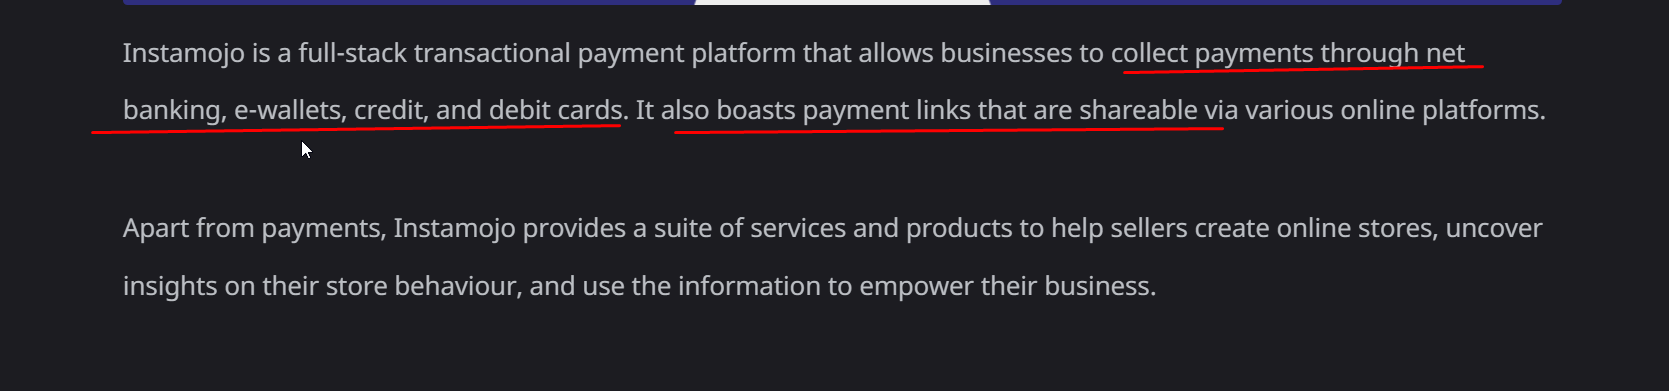 Instamojo is a full-stack transactional payment platform that allows businesses to collect payments through net
banking, e-wallets, credit, and debit cards. It also boasts payment links that are shareable via various online platforms.
Apart from payments, Instamojo provides a suite of services and products to help sellers create online stores, uncover
insights on their store behaviour, and use the information to empower their business.